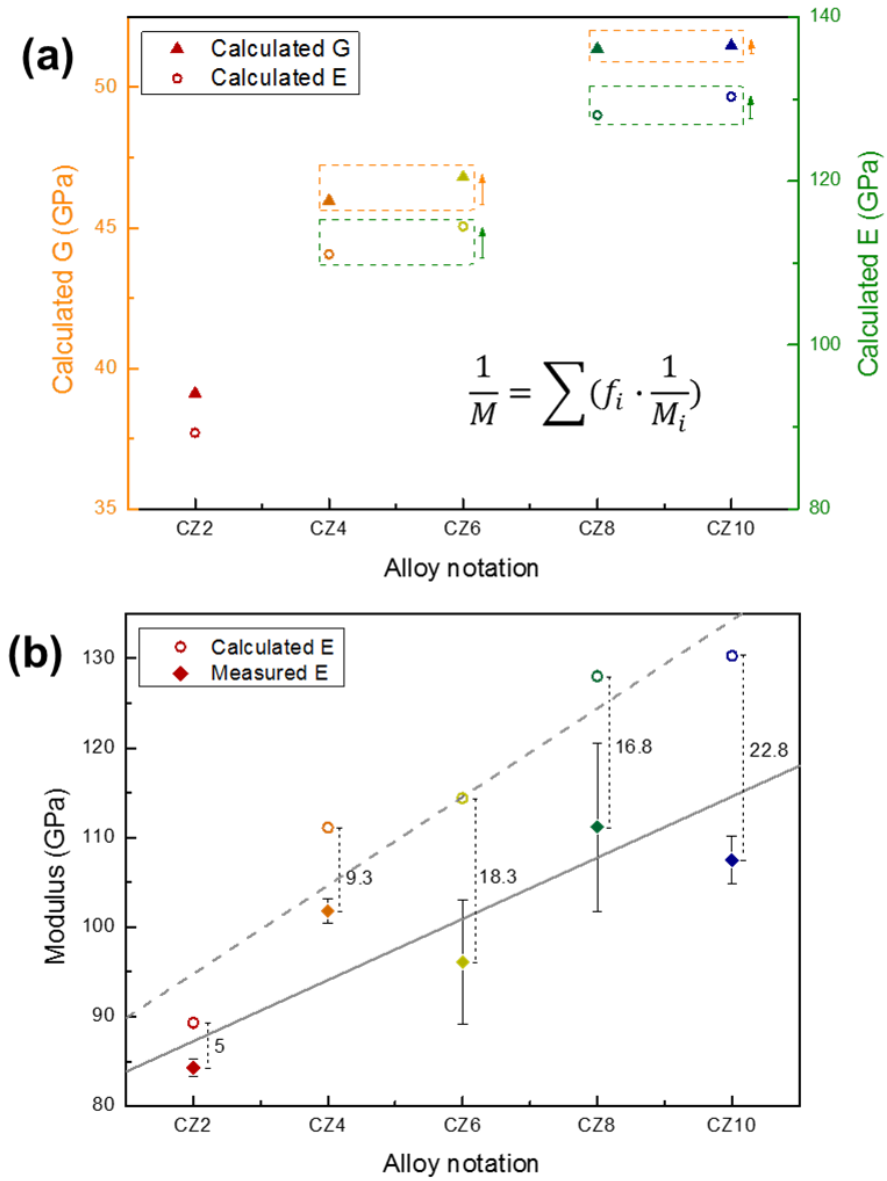 (a)
Calculated G
Calculated E
Calculated G (GPa)
50
45
40
35
Calculated E (GPa)
140
120
100
80
1/M = ∑(f_i · 1/M_i)
CZ2 CZ4 CZ6 CZ8 CZ10
Alloy notation
(b)
Calculated E
Measured E
Modulus (GPa)
130
120
110
100
90
80
5
9.3
18.3
16.8
22.8
CZ2 CZ4 CZ6 CZ8 CZ10
Alloy notation